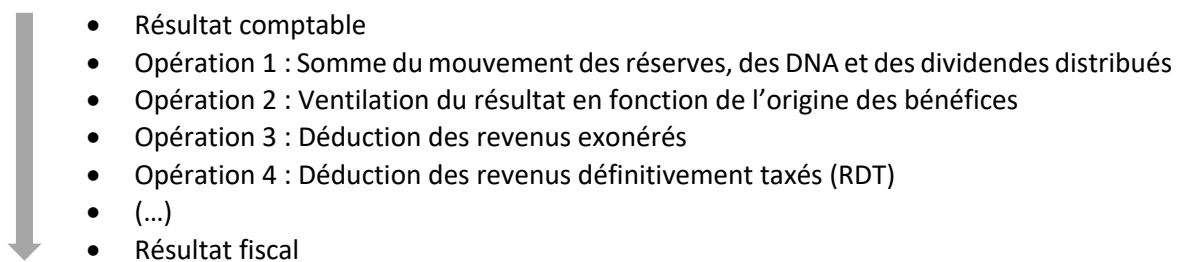 • Résultat comptable
• Opération 1 : Somme du mouvement des réserves, des DNA et des dividendes distribués
• Opération 2 : Ventilation du résultat en fonction de l’origine des bénéfices
• Opération 3 : Déduction des revenus exonérés
• Opération 4 : Déduction des revenus définitivement taxés (RDT)
• (…)
• Résultat fiscal